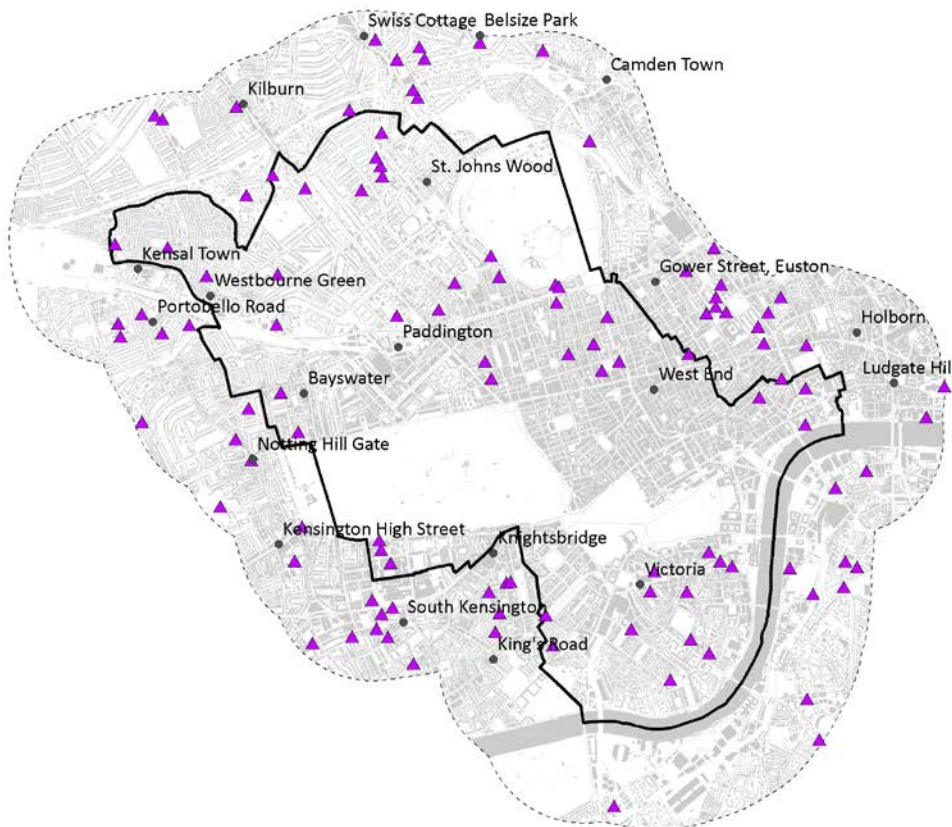 Swiss Cottage
Belsize Park
Camden Town
Kilburn
St. Johns Wood
Kensal Town
Westbourne Green
Gower Street, Euston
Portobello Road
Paddington
Holborn
Ludgate Hil
Bayswater
West End
Notting Hill Gate
Kensington High Street
Knightsbridge
Victoria
South Kensington
King's Road